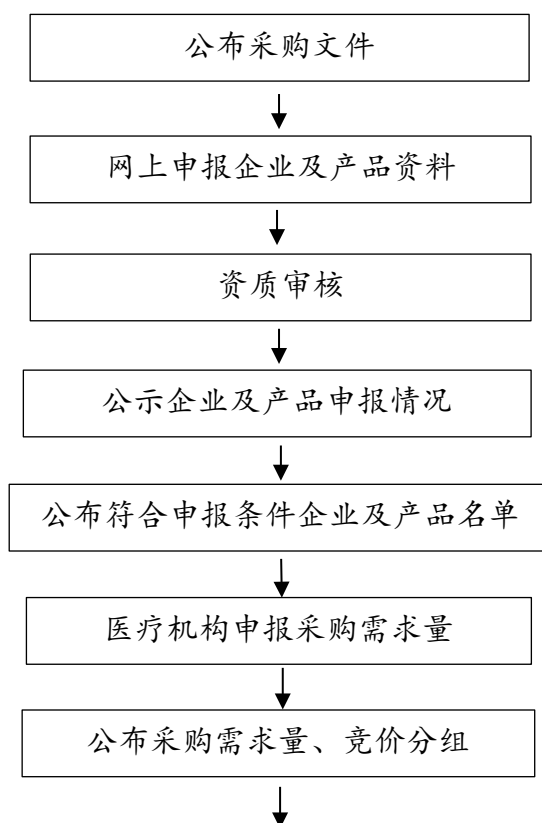 公布采购文件
网上申报企业及产品资料
资质审核
公示企业及产品申报情况
公布符合申报条件企业及产品名单
医疗机构申报采购需求量
公布采购需求量、竞价分组